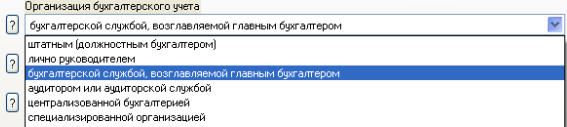 Организация бухгалтерского учета
? бухгалтерской службой, возглавляемой главным бухгалтером
штатным (должностным бухгалтером)
? лично руководителем
бухгалтерской службой, возглавляемой главным бухгалтером
аудитором или аудиторской службой
? централизованной бухгалтерией
специализированной организацией